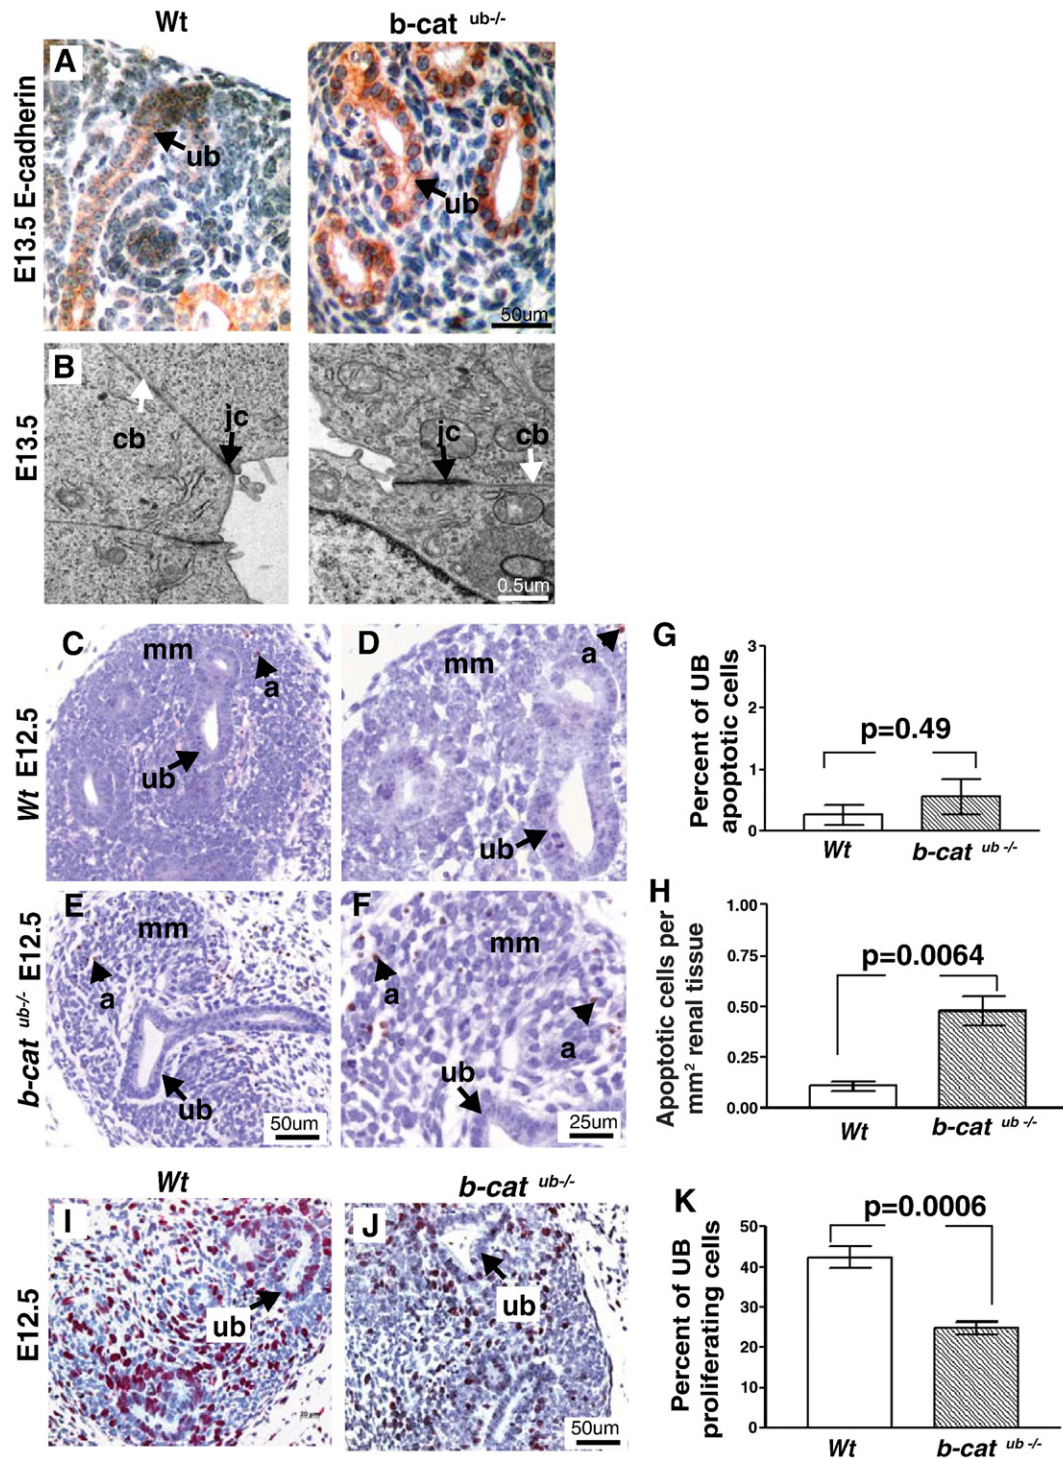 Wt
b-cat ub-/-
E13.5 E-cadherin
A
ub
ub
50um
E13.5
B
cb
jc
jc
cb
0.5um
Wt E12.5
C
mm
a
ub
D
mm
a
ub
G
Percent of UB
apoptotic cells
3
2
1
0
p=0.49
Wt
b-cat ub -/-
b-cat ub-/- E12.5
E
mm
a
ub
50um
F
mm
a
a
ub
25um
H
Apoptotic cells per
mm2 renal tissue
1.00
0.75
0.50
0.25
0.00
p=0.0064
Wt
b-cat ub -/-
Wt
b-cat ub-/-
E12.5
I
ub
20 µm
J
ub
50um
K
Percent of UB
proliferating cells
50
40
30
20
10
0
p=0.0006
Wt
b-cat ub -/-